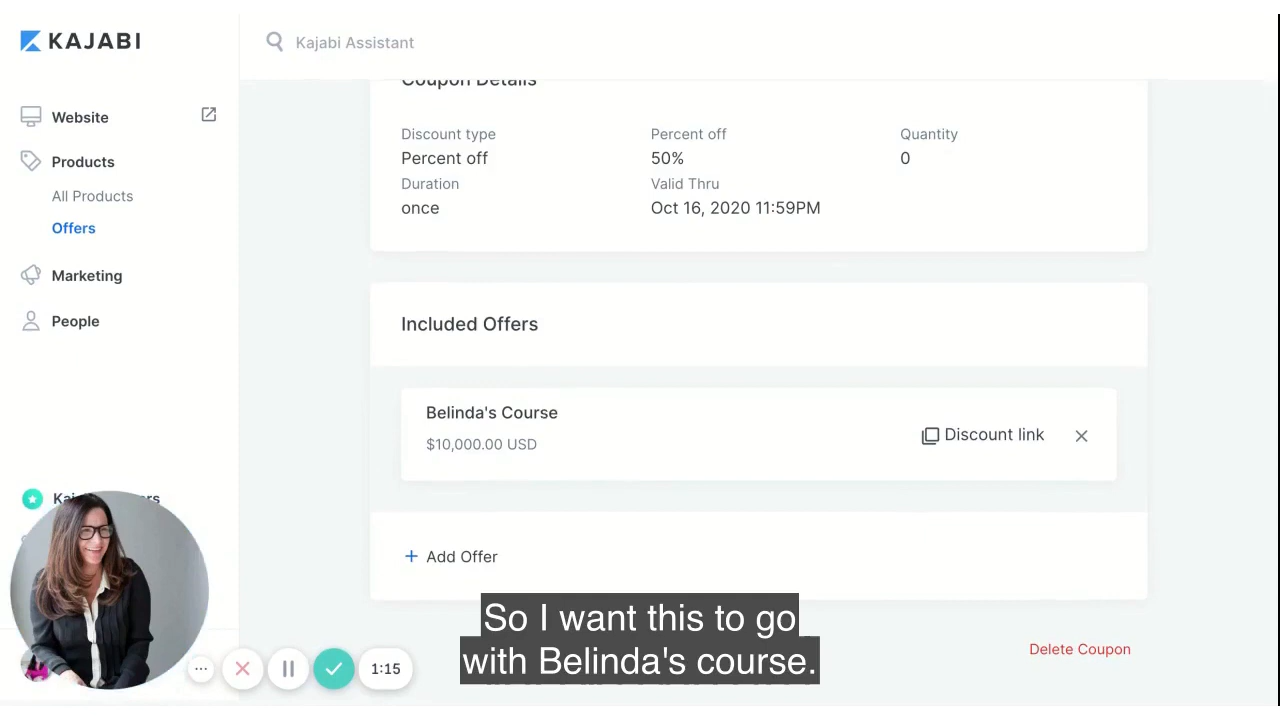 KAJABI
Kajabi Assistant
Website
Products
All Products
Offers
Marketing
People
Coupon Details
Discount type
Percent off
Quantity
Percent off
50%
0
Duration
Valid Thru
once
Oct 16, 2020 11:59PM
Included Offers
Belinda's Course
$10,000.00 USD
Discount link
+ Add Offer
Delete Coupon
1:15
So I want this to go
with Belinda's course.